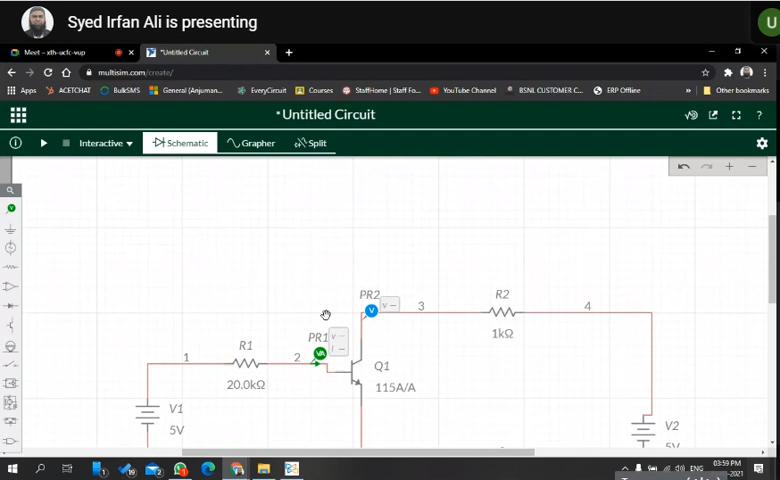 Syed Irfan Ali is presenting
U
Meet – xth-ucfc-vup
*Untitled Circuit
multisim.com/create/
Apps
ACETCHAT
BulkSMS
General (Anjuman...
EveryCircuit
Courses
StaffHome | Staff Fo...
YouTube Channel
BSNL CUSTOMER C...
ERP Offline
»
Other bookmarks
*Untitled Circuit
Interactive
Schematic
Grapher
Split
PR2
V
v --
3
R2
4
1kΩ
PR1
v --
i --
VA
R1
1
2
20.0kΩ
Q1
115A/A
V1
5V
V2
5V
ENG
03:59 PM
-2021